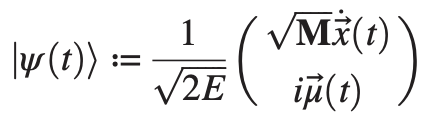 |ψ(t)⟩ := 1/√2E ( √M ẋ⃗(t) iμ⃗(t) )